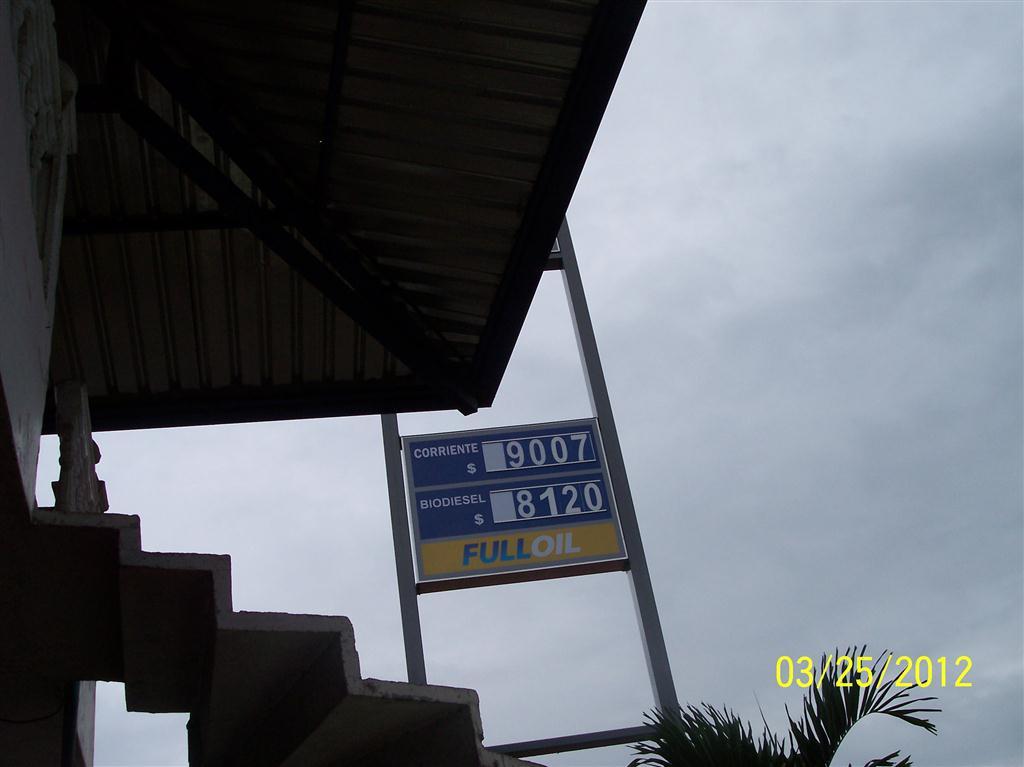 CORRIENTE
$ 9007
BIODIESEL
$ 8120
FULLOIL
03/25/2012